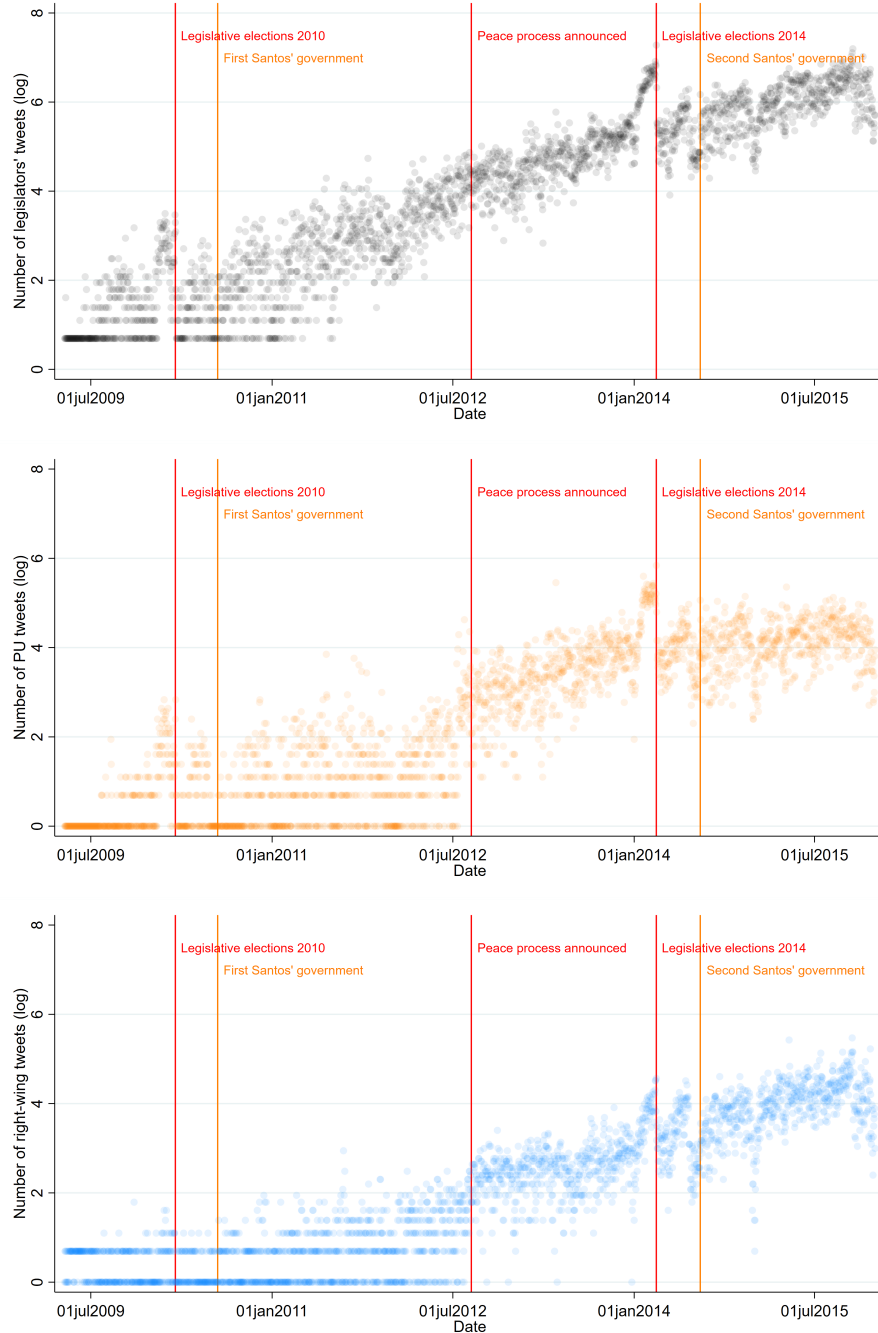 Number of legislators' tweets (log)
8
6
4
2
0
Legislative elections 2010
First Santos' government
Peace process announced
Legislative elections 2014
Second Santos' government
01jul2009
01jan2011
01jul2012
01jan2014
01jul2015
Date
Number of PU tweets (log)
8
6
4
2
0
Legislative elections 2010
First Santos' government
Peace process announced
Legislative elections 2014
Second Santos' government
01jul2009
01jan2011
01jul2012
01jan2014
01jul2015
Date
Number of right-wing tweets (log)
8
6
4
2
0
Legislative elections 2010
First Santos' government
Peace process announced
Legislative elections 2014
Second Santos' government
01jul2009
01jan2011
01jul2012
01jan2014
01jul2015
Date